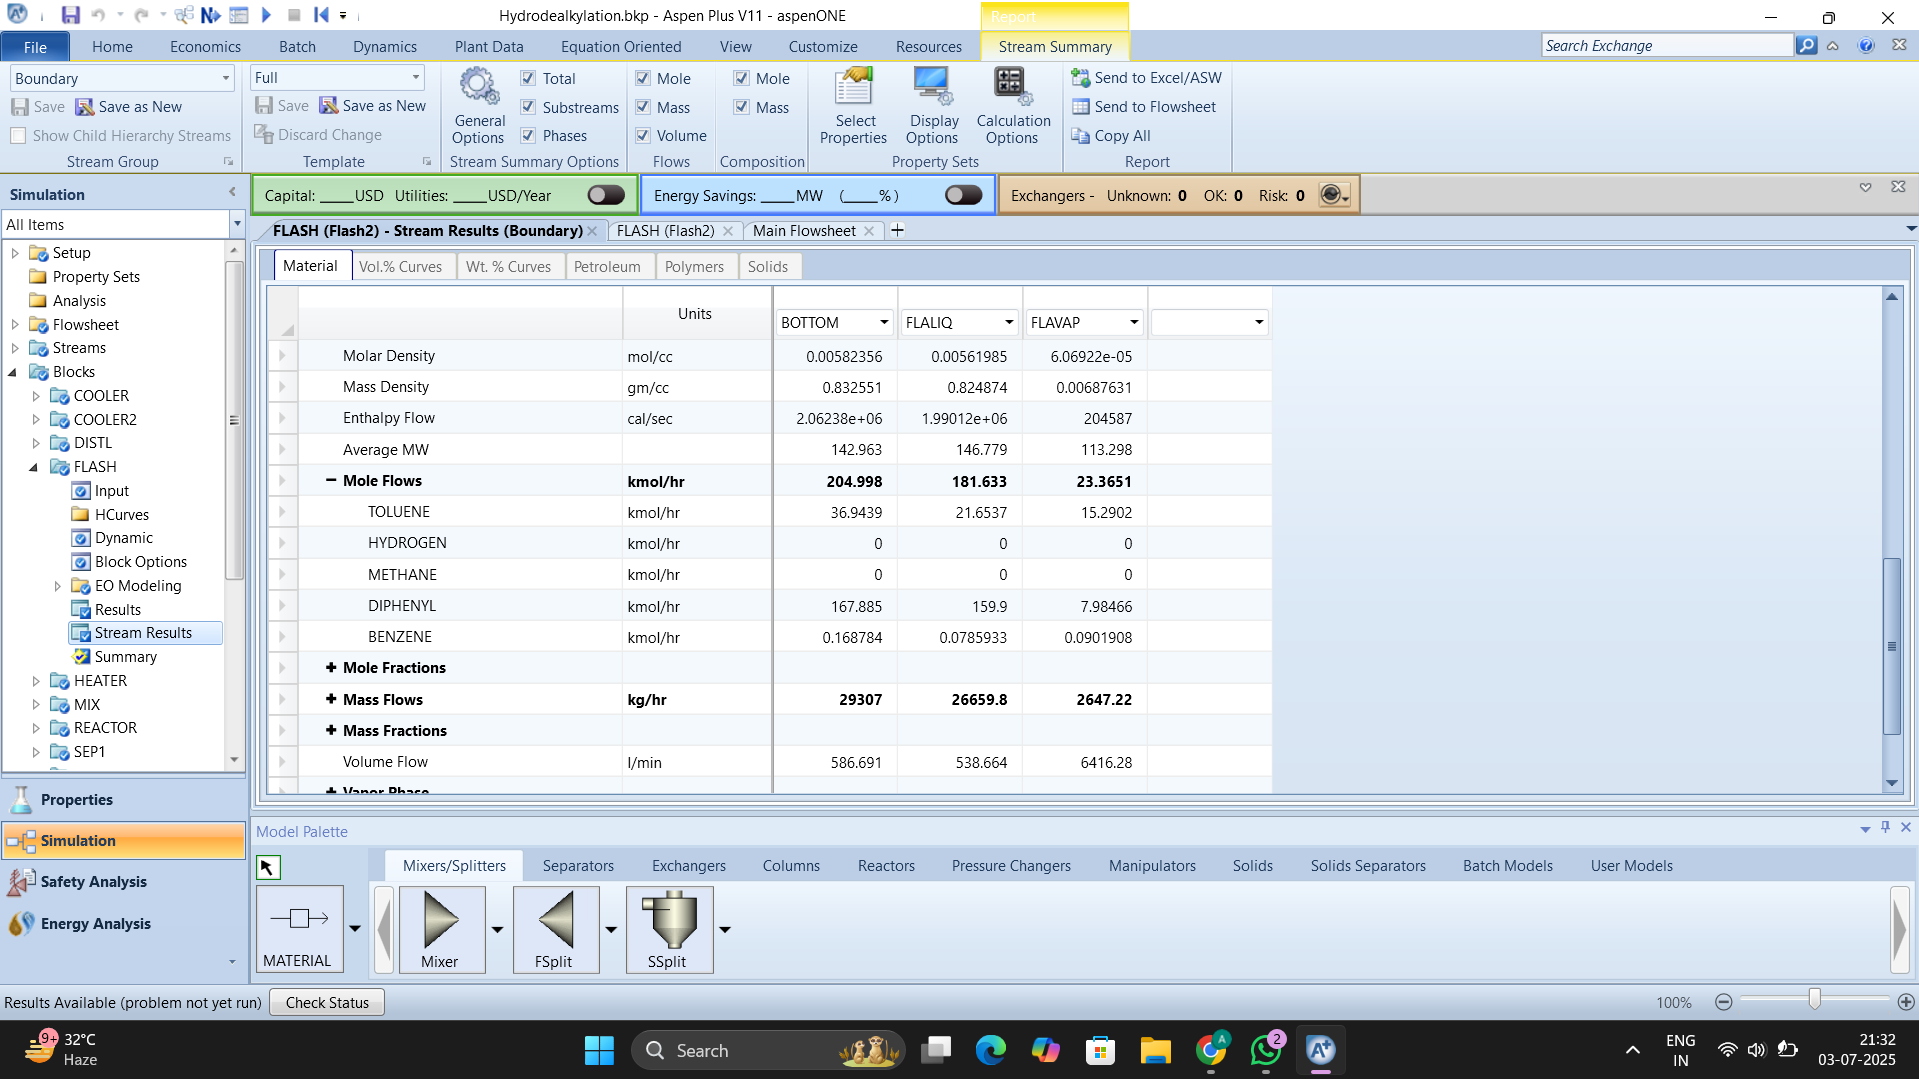 Hydrodealkylation.bkp - Aspen Plus V11 - aspenONE
Report
File Home Economics Batch Dynamics Plant Data Equation Oriented View Customize Resources Stream Summary Search Exchange
Boundary Full Total Mole Mole Send to Excel/ASW
Save Save as New Save Save as New General Options Substreams Mass Mass Select Properties Display Options Calculation Options Send to Flowsheet
Show Child Hierarchy Streams Discard Change Phases Volume Copy All
Stream Group Template Stream Summary Options Flows Composition Property Sets Report
Simulation
Capital: ____USD Utilities: ____USD/Year Energy Savings: ____MW (____%) Exchangers - Unknown: 0 OK: 0 Risk: 0
All Items
FLASH (Flash2) - Stream Results (Boundary) FLASH (Flash2) Main Flowsheet
Setup
Property Sets
Analysis
Flowsheet
Streams
Blocks
COOLER
COOLER2
DISTL
FLASH
Input
HCurves
Dynamic
Block Options
EO Modeling
Results
Stream Results
Summary
HEATER
MIX
REACTOR
SEP1
Properties
Simulation
Safety Analysis
Energy Analysis
Material Vol.% Curves Wt. % Curves Petroleum Polymers Solids
Units BOTTOM FLALIQ FLAVAP
Molar Density mol/cc 0.00582356 0.00561985 6.06922e-05
Mass Density gm/cc 0.832551 0.824874 0.00687631
Enthalpy Flow cal/sec 2.06238e+06 1.99012e+06 204587
Average MW 142.963 146.779 113.298
Mole Flows kmol/hr 204.998 181.633 23.3651
TOLUENE kmol/hr 36.9439 21.6537 15.2902
HYDROGEN kmol/hr 0 0 0
METHANE kmol/hr 0 0 0
DIPHENYL kmol/hr 167.885 159.9 7.98466
BENZENE kmol/hr 0.168784 0.0785933 0.0901908
Mole Fractions
Mass Flows kg/hr 29307 26659.8 2647.22
Mass Fractions
Volume Flow l/min 586.691 538.664 6416.28
Vapor Phase
Model Palette
Mixers/Splitters Separators Exchangers Columns Reactors Pressure Changers Manipulators Solids Solids Separators Batch Models User Models
MATERIAL Mixer FSplit SSplit
Results Available (problem not yet run) Check Status 100%
9+ 32°C
Haze
Search
A
2
ENG
IN
21:32
03-07-2025